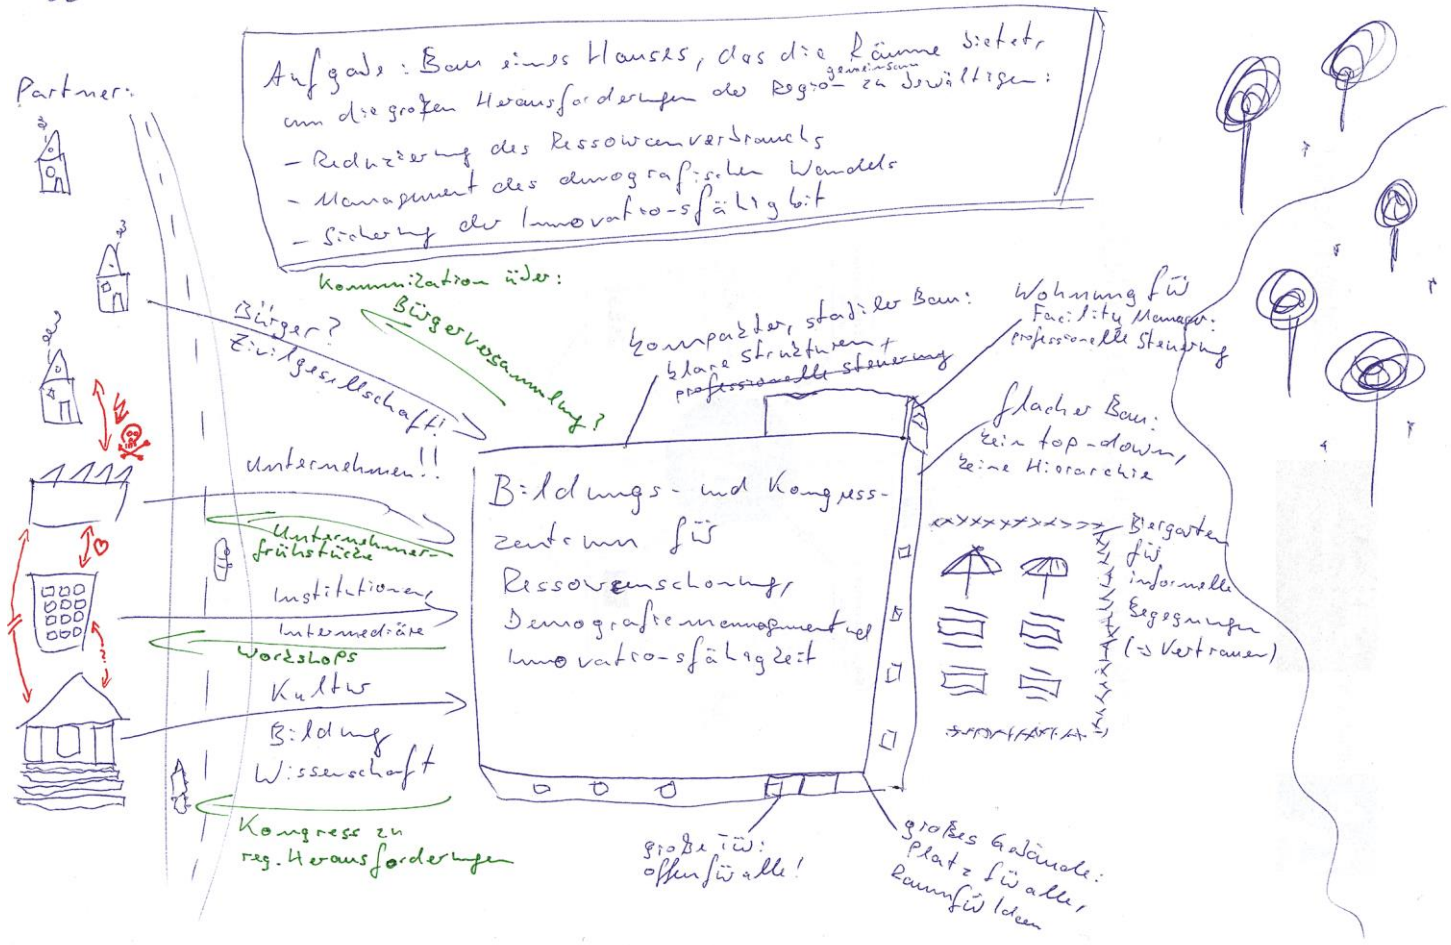 Partner:
Aufgabe: Bau eines Hauses, das die Räume bietet,
um die großen Herausforderungen der Region gemeinsam zu bewältigen:
- Reduzierung des Ressourcenverbrauchs
- Management des demografischen Wandels
- Sicherung der Innovationsfähigkeit
Kommunikation über:
Bürgerversammlung?
Bürger?
Zivilgesellschaft!
Unternehmen!!
Unternehmer-
frühstücke
Institutionen,
Intermediäre
Workshops
Kultur
Bildung
Wissenschaft
Kongress zu
reg. Herausforderungen
kompakter, stabiler Bau:
klare Strukturen +
professionelle Steuerung
Wohnung für
Facility Manager:
professionelle Steuerung
flacher Bau:
kein top-down,
keine Hierarchie
Bildungs- und Kongress-
zentrum für
Ressourcenschonung,
Demografiemanagement und
Innovationsfähigkeit
Biergarten
für
informelle
Begegnungen
(→ Vertrauen)
große Tür:
offen für alle!
großes Gebäude:
Platz für alle,
Raum für Ideen